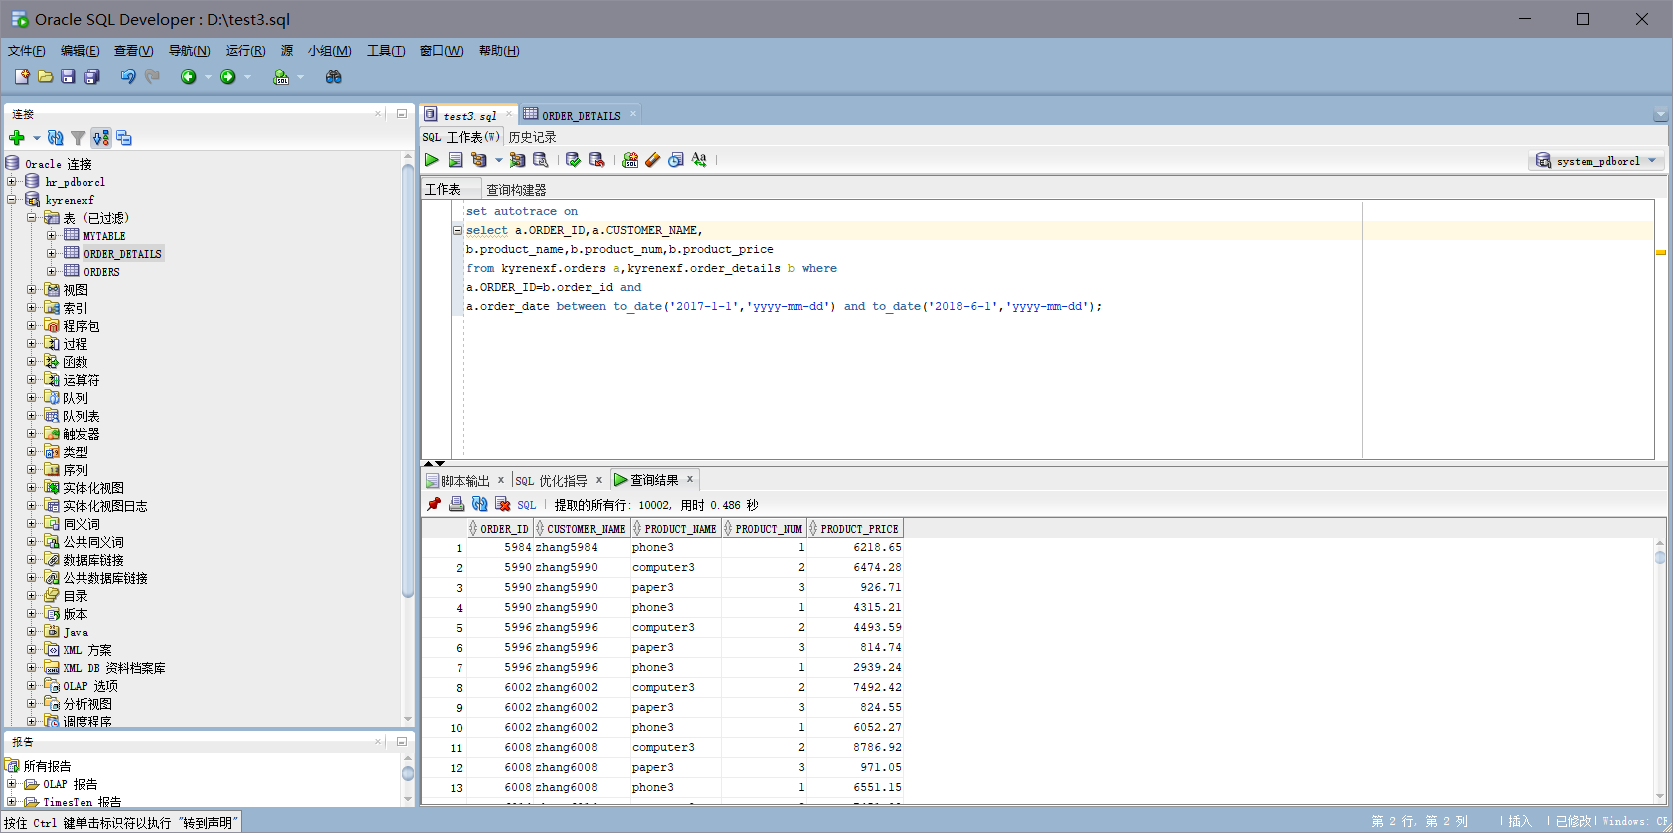 Oracle SQL Developer : D:\test3.sql
文件(F) 编辑(E) 查看(V) 导航(N) 运行(R) 源 小组(M) 工具(T) 窗口(W) 帮助(H)
连接
Oracle 连接
hr_pdborcl
kyrenexf
表 (已过滤)
MYTABLE
ORDER_DETAILS
ORDERS
视图
索引
程序包
过程
函数
运算符
队列
队列表
触发器
类型
序列
实体化视图
实体化视图日志
同义词
公共同义词
数据库链接
公共数据库链接
目录
版本
Java
XML 方案
XML DB 资料档案库
OLAP 选项
分析视图
调度程序
报告
所有报告
OLAP 报告
TimesTen 报告
test3.sql ORDER_DETAILS
SQL 工作表(W) 历史记录
system_pdborcl
工作表 查询构建器
set autotrace on
select a.ORDER_ID,a.CUSTOMER_NAME,
b.product_name,b.product_num,b.product_price
from kyrenexf.orders a,kyrenexf.order_details b where
a.ORDER_ID=b.order_id and
a.order_date between to_date('2017-1-1','yyyy-mm-dd') and to_date('2018-6-1','yyyy-mm-dd');
脚本输出 SQL 优化指导 查询结果
SQL 提取的所有行: 10002, 用时 0.486 秒
ORDER_ID CUSTOMER_NAME PRODUCT_NAME PRODUCT_NUM PRODUCT_PRICE
1 5984 zhang5984 phone3 1 6218.65
2 5990 zhang5990 computer3 2 6474.28
3 5990 zhang5990 paper3 3 926.71
4 5990 zhang5990 phone3 1 4315.21
5 5996 zhang5996 computer3 2 4493.59
6 5996 zhang5996 paper3 3 814.74
7 5996 zhang5996 phone3 1 2939.24
8 6002 zhang6002 computer3 2 7492.42
9 6002 zhang6002 paper3 3 824.55
10 6002 zhang6002 phone3 1 6052.27
11 6008 zhang6008 computer3 2 8786.92
12 6008 zhang6008 paper3 3 971.05
13 6008 zhang6008 phone3 1 6551.15
按住 Ctrl 键单击标识符以执行 "转到声明"
第 2 行, 第 2 列 | 插入 | 已修改 | Windows: CF